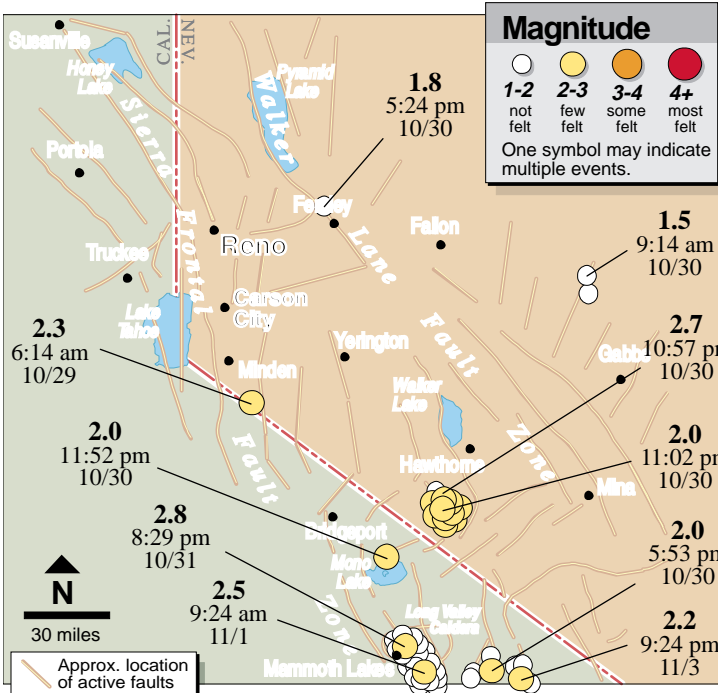 Magnitude
1-2 2-3 3-4 4+
not felt few felt some felt most felt
One symbol may indicate
multiple events.
CAL.
NEV.
Susanville
Honey
Lake
Pyramid
Lake
Walker
Lane
Fault
Zone
Sierra
Frontal
Fault
Zone
Portola
Reno
Fernley
Fallon
Truckee
Lake
Tahoe
Carson
City
Minden
Yerington
Walker
Lake
Gabbs
Hawthorne
Mina
Bridgeport
Mono
Lake
Long Valley
Caldera
Mammoth Lakes
1.8
5:24 pm
10/30
1.5
9:14 am
10/30
2.7
10:57 pm
10/30
2.0
11:02 pm
10/30
2.0
5:53 pm
10/30
2.2
9:24 pm
11/3
2.3
6:14 am
10/29
2.0
11:52 pm
10/30
2.8
8:29 pm
10/31
2.5
9:24 am
11/1
N
30 miles
Approx. location
of active faults